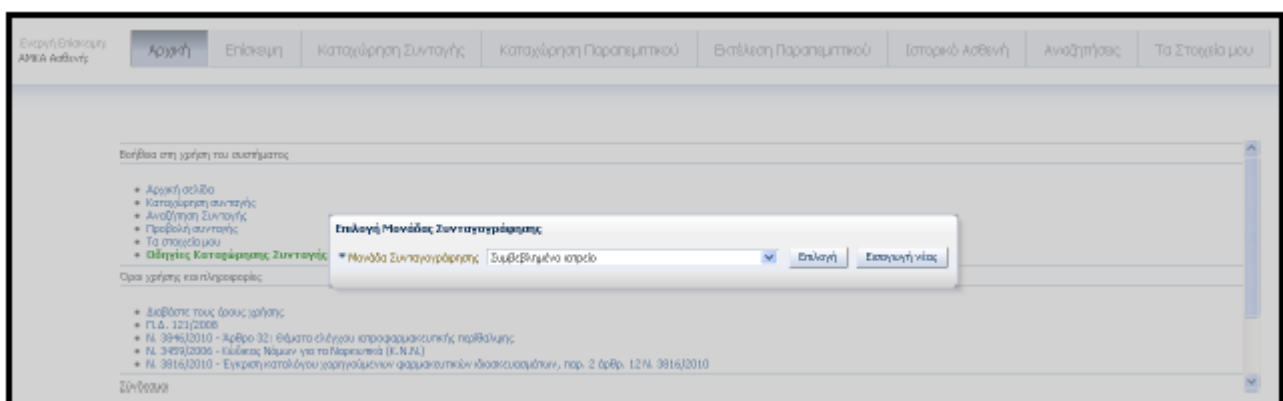 Ενεργή Επίσκεψη:
ΑΜΚΑ Ασθενή:
Αρχική Επίσκεψη Καταχώρηση Συνταγής Καταχώρηση Παραπεμπτικού Εκτέλεση Παραπεμπτικού Ιστορικό Ασθενή Αναζητήσεις Τα Στοιχεία μου
Βοήθεια στη χρήση του συστήματος
Αρχική σελίδα
Καταχώρηση συνταγής
Αναζήτηση Συνταγής
Προβολή συνταγής
Τα στοιχεία μου
Οδηγίες Καταχώρησης Συνταγής
Επιλογή Μονάδας Συνταγογράφησης
* Μονάδα Συνταγογράφησης Συμβεβλημένο ιατρείο Επιλογή Εισαγωγή νέας
Όροι χρήσης και πληροφορίες
Διαβάστε τους όρους χρήσης
Π.Δ. 121/2008
Ν. 3846/2010 - Άρθρο 32: Θέματα ελέγχου ιατροφαρμακευτικής περίθαλψης
Ν. 3459/2006 - Κώδικας Νόμων για τα Ναρκωτικά (Κ.Ν.Ν.)
Ν. 3816/2010 - Έγκριση καταλόγου χορηγούμενων φαρμακευτικών ιδιοσκευασμάτων, παρ. 2 άρθρ. 12 Ν. 3816/2010
Σύνδεσμοι